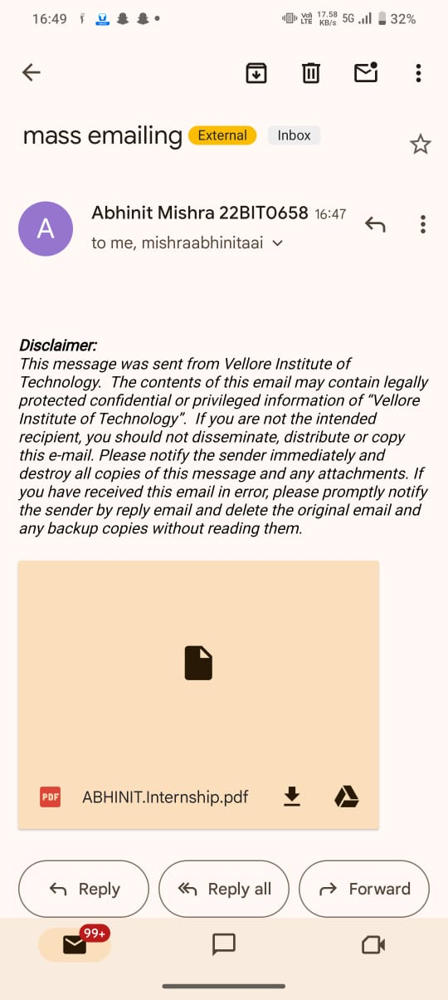 16:49 Vo) LTE 17.58 KB/s 5G 32%
mass emailing External Inbox
A
Abhinit Mishra 22BIT0658 16:47
to me, mishraabhinitaai
Disclaimer:
This message was sent from Vellore Institute of
Technology. The contents of this email may contain legally
protected confidential or privileged information of “Vellore
Institute of Technology”. If you are not the intended
recipient, you should not disseminate, distribute or copy
this e-mail. Please notify the sender immediately and
destroy all copies of this message and any attachments. If
you have received this email in error, please promptly notify
the sender by reply email and delete the original email and
any backup copies without reading them.
PDF ABHINIT.Internship.pdf
Reply Reply all Forward
99+